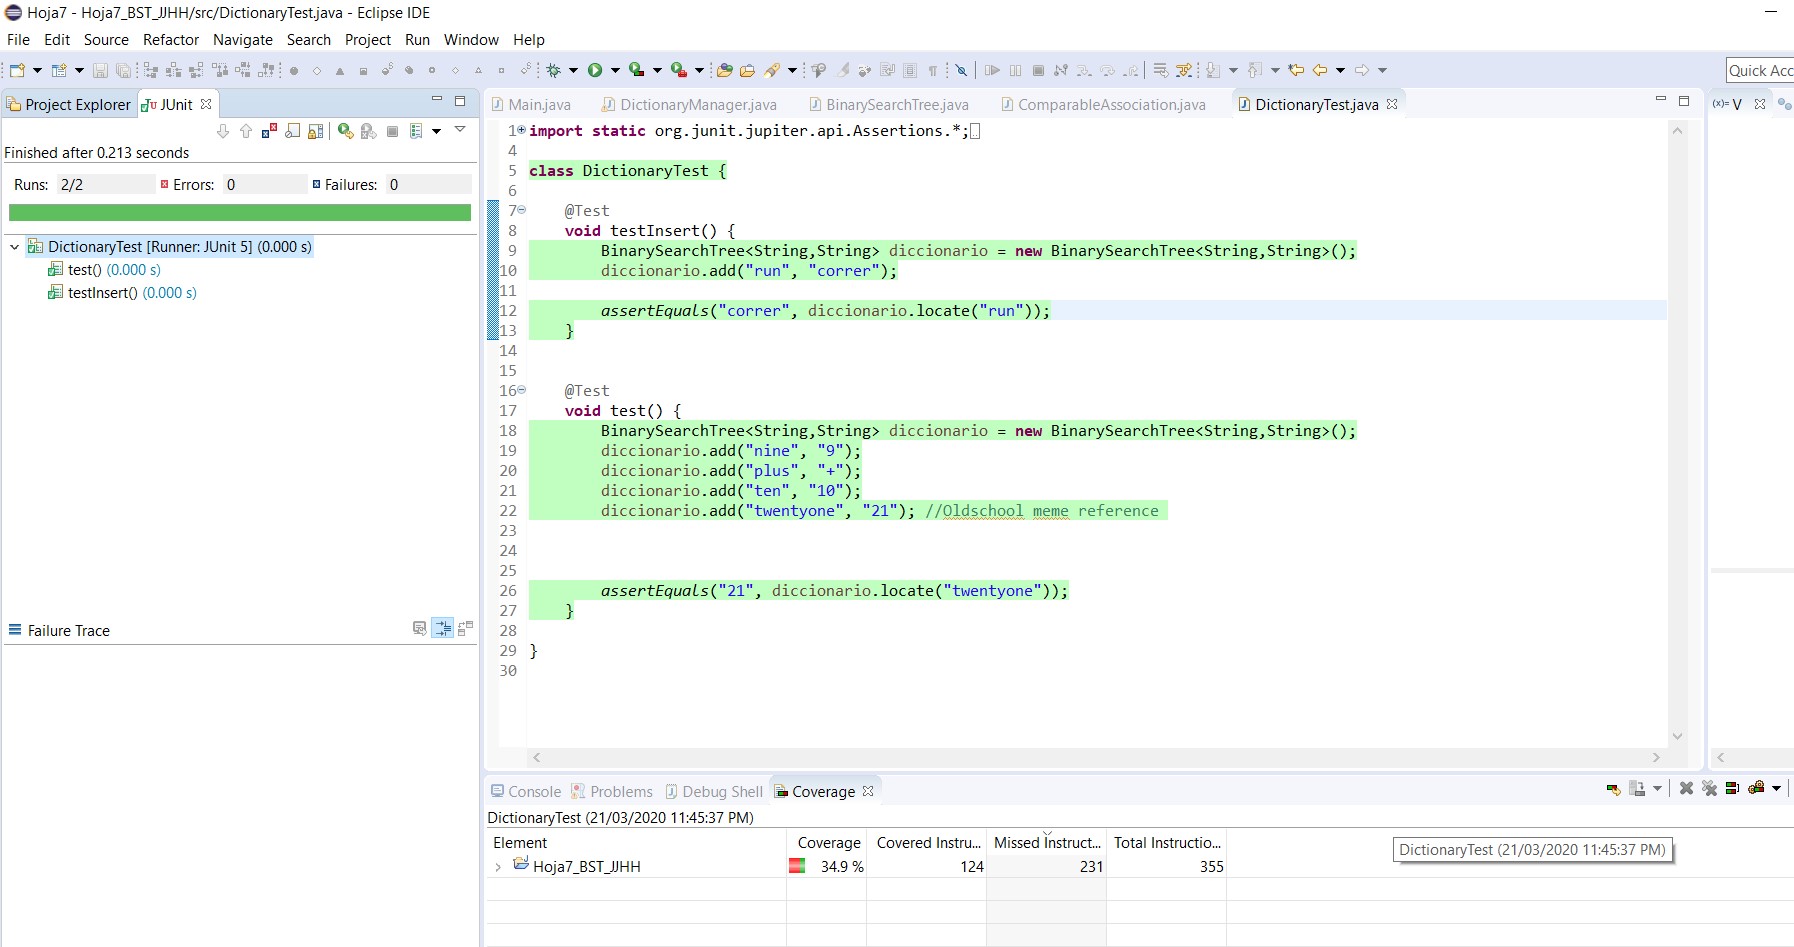 Hoja7 - Hoja7_BST_JJHH/src/DictionaryTest.java - Eclipse IDE
File Edit Source Refactor Navigate Search Project Run Window Help
Quick Acc
Project Explorer JUnit
Main.java DictionaryManager.java BinarySearchTree.java ComparableAssociation.java DictionaryTest.java (x)= V
Finished after 0.213 seconds
Runs: 2/2 Errors: 0 Failures: 0
DictionaryTest [Runner: JUnit 5] (0.000 s)
test() (0.000 s)
testInsert() (0.000 s)
Failure Trace
1 import static org.junit.jupiter.api.Assertions.*;
4
5 class DictionaryTest {
6
7 @Test
8 void testInsert() {
9 BinarySearchTree<String,String> diccionario = new BinarySearchTree<String,String>();
10 diccionario.add("run", "correr");
11
12 assertEquals("correr", diccionario.locate("run"));
13 }
14
15
16 @Test
17 void test() {
18 BinarySearchTree<String,String> diccionario = new BinarySearchTree<String,String>();
19 diccionario.add("nine", "9");
20 diccionario.add("plus", "+");
21 diccionario.add("ten", "10");
22 diccionario.add("twentyone", "21"); //Oldschool meme reference
23
24
25
26 assertEquals("21", diccionario.locate("twentyone"));
27 }
28
29 }
30
Console Problems Debug Shell Coverage
DictionaryTest (21/03/2020 11:45:37 PM)
Element Coverage Covered Instru... Missed Instruct... Total Instructio...
Hoja7_BST_JJHH 34.9 % 124 231 355
DictionaryTest (21/03/2020 11:45:37 PM)